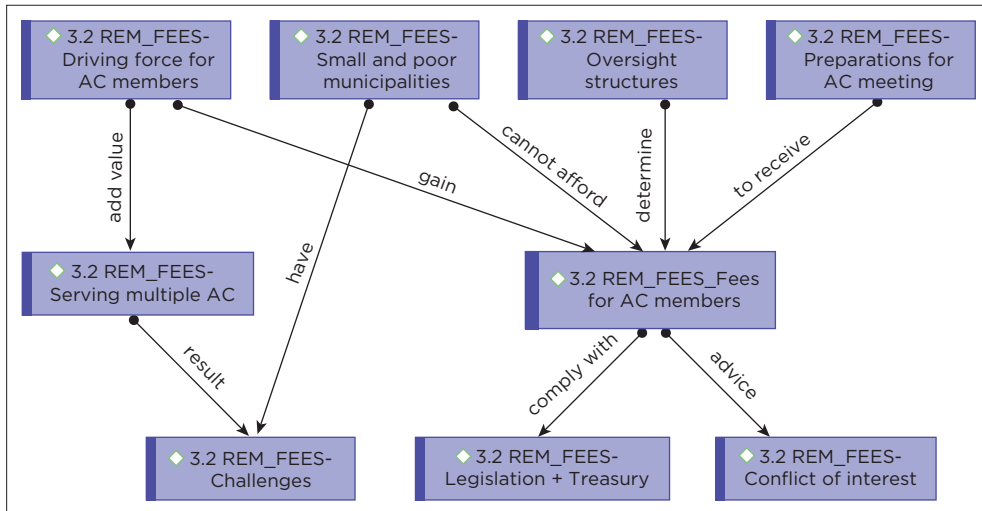 3.2 REM_FEES-
Driving force for
AC members
3.2 REM_FEES-
Small and poor
municipalities
3.2 REM_FEES-
Oversight
structures
3.2 REM_FEES-
Preparations for
AC meeting
add value
gain
have
cannot afford
determine
to receive
3.2 REM_FEES-
Serving multiple AC
3.2 REM_FEES_Fees
for AC members
result
comply with
advice
3.2 REM_FEES-
Challenges
3.2 REM_FEES-
Legislation + Treasury
3.2 REM_FEES-
Conflict of interest